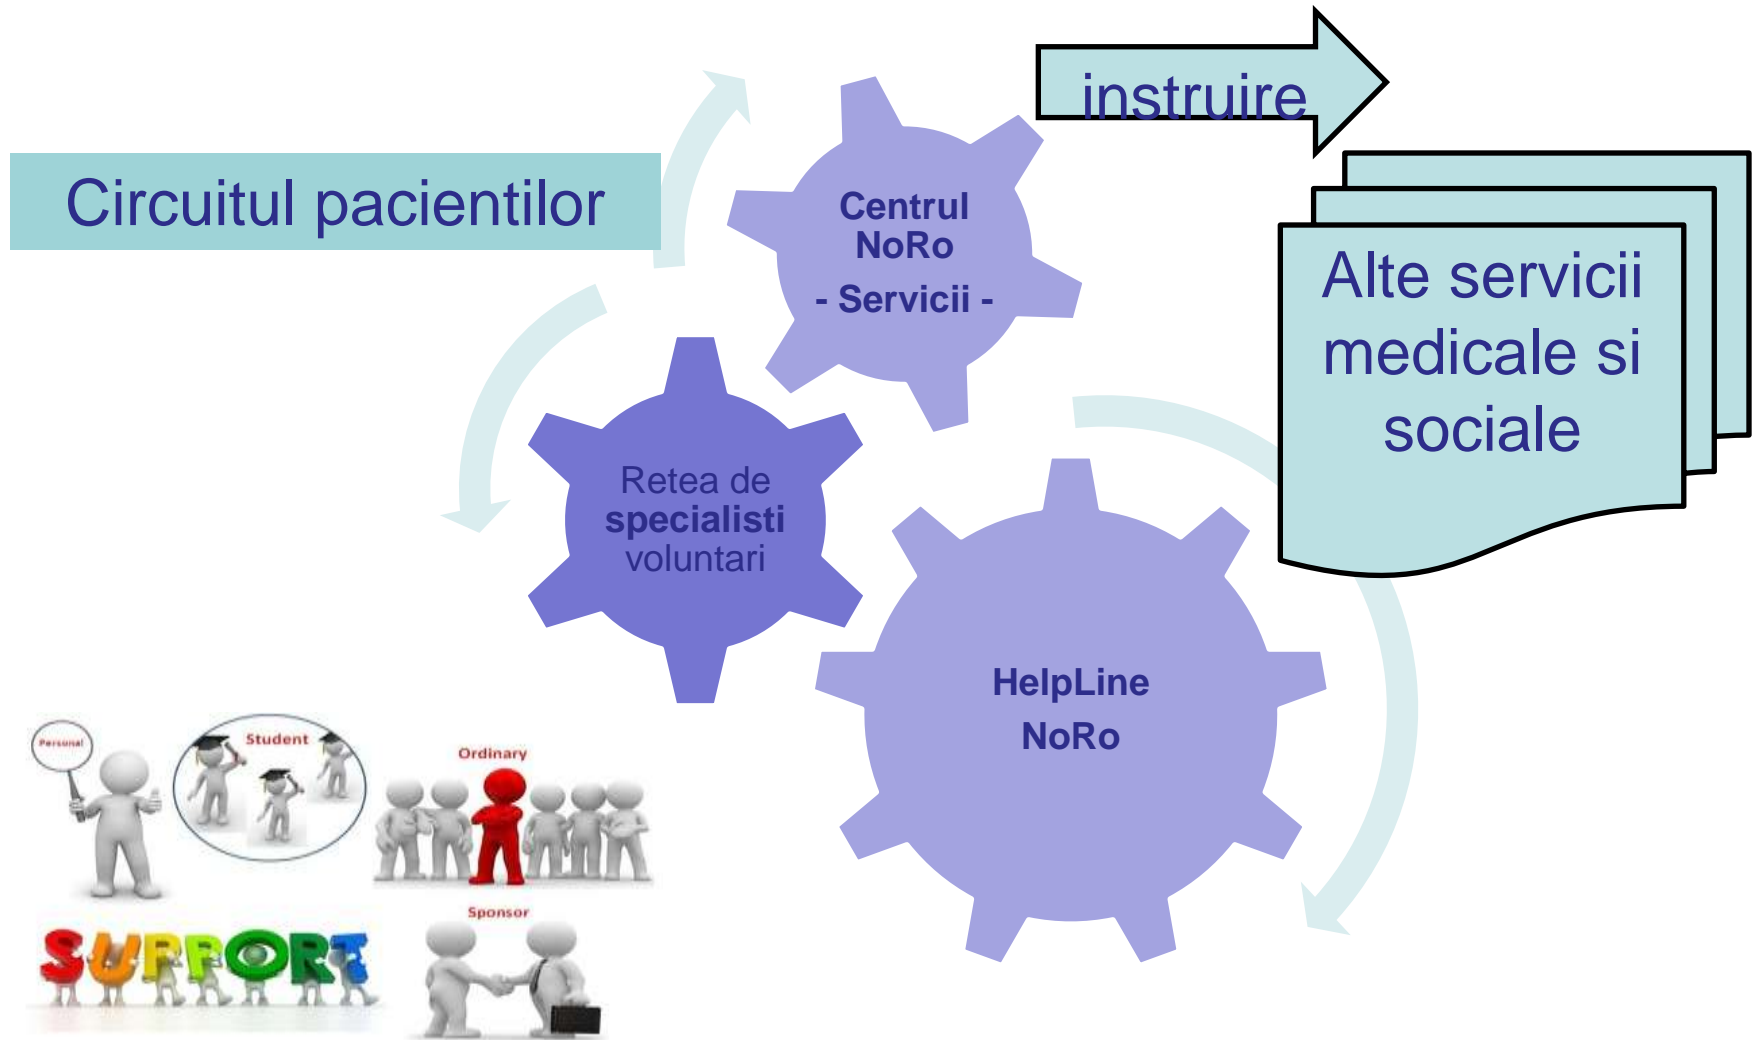 instruire
Circuitul pacientilor
Centrul
NoRo
- Servicii -
Alte servicii
medicale si
sociale
Retea de
specialisti
voluntari
HelpLine
NoRo
Personal
Student
Ordinary
Sponsor
SUPPORT